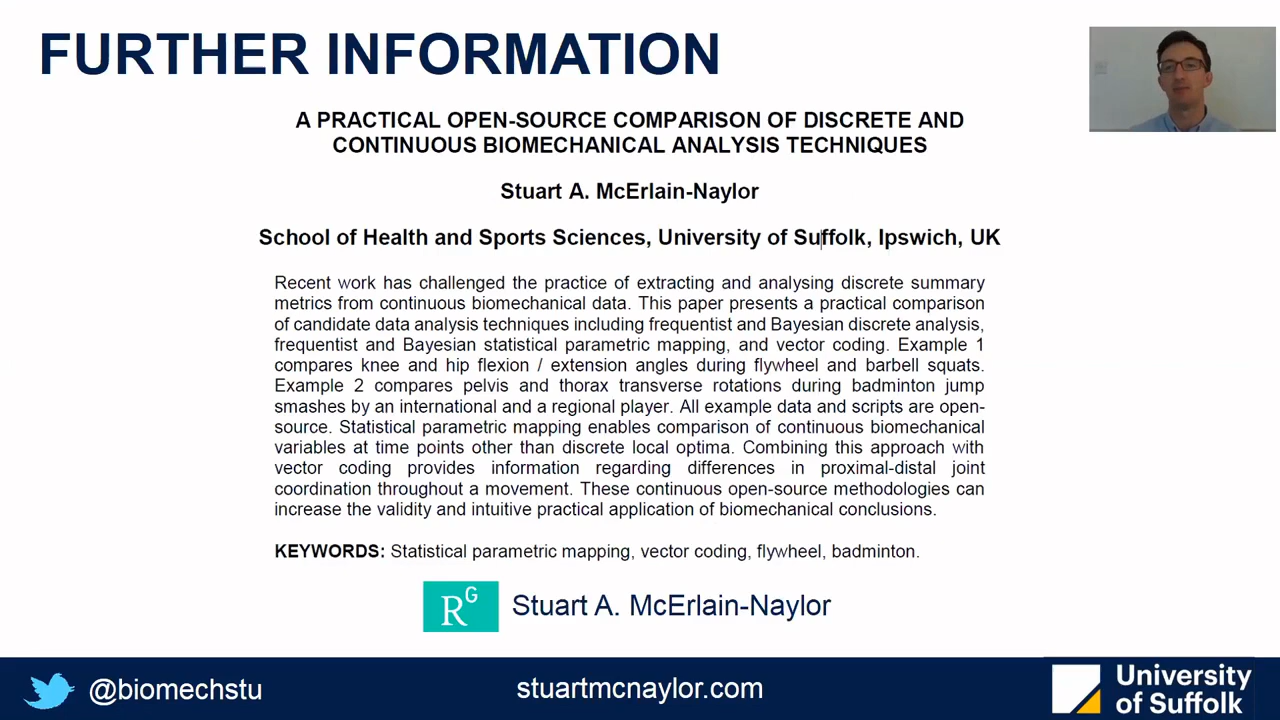 FURTHER INFORMATION
A PRACTICAL OPEN-SOURCE COMPARISON OF DISCRETE AND
CONTINUOUS BIOMECHANICAL ANALYSIS TECHNIQUES
Stuart A. McErlain-Naylor
School of Health and Sports Sciences, University of Suffolk, Ipswich, UK
Recent work has challenged the practice of extracting and analysing discrete summary
metrics from continuous biomechanical data. This paper presents a practical comparison
of candidate data analysis techniques including frequentist and Bayesian discrete analysis,
frequentist and Bayesian statistical parametric mapping, and vector coding. Example 1
compares knee and hip flexion / extension angles during flywheel and barbell squats.
Example 2 compares pelvis and thorax transverse rotations during badminton jump
smashes by an international and a regional player. All example data and scripts are open-
source. Statistical parametric mapping enables comparison of continuous biomechanical
variables at time points other than discrete local optima. Combining this approach with
vector coding provides information regarding differences in proximal-distal joint
coordination throughout a movement. These continuous open-source methodologies can
increase the validity and intuitive practical application of biomechanical conclusions.
KEYWORDS: Statistical parametric mapping, vector coding, flywheel, badminton.
RG Stuart A. McErlain-Naylor
@biomechstu
stuartmcnaylor.com
University
of Suffolk